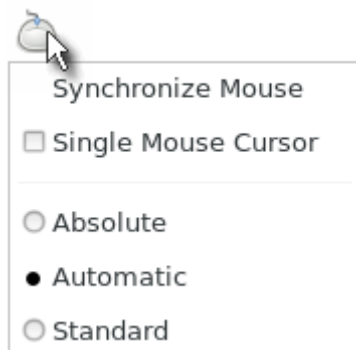 Synchronize Mouse
Single Mouse Cursor
Absolute
Automatic
Standard